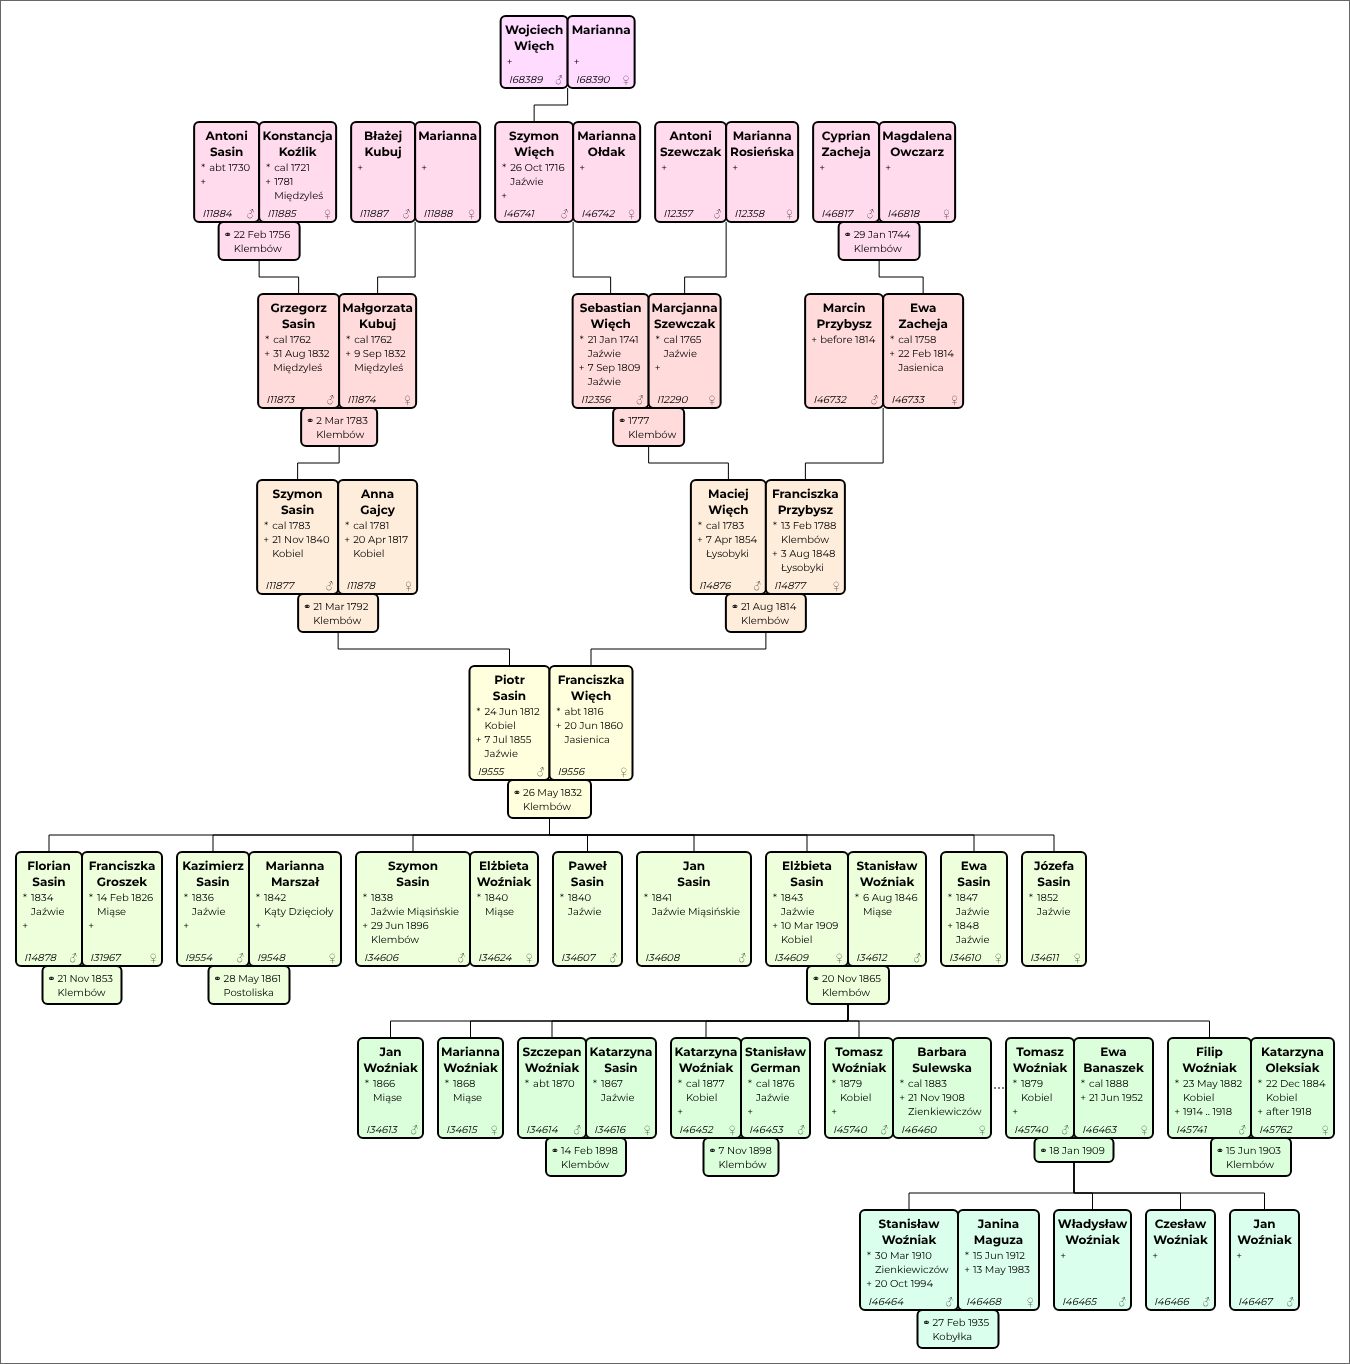 Wojciech
Więch
+
I68389 ♂
Marianna
+
I68390 ♀
Antoni
Sasin
* abt 1730
+
I11884 ♂
Konstancja
Koźlik
* cal 1721
+ 1781
Międzyleś
I11885 ♀
⚭ 22 Feb 1756
Klembów
Błażej
Kubuj
+
I11887 ♂
Marianna
+
I11888 ♀
Szymon
Więch
* 26 Oct 1716
Jaźwie
+
I46741 ♂
Marianna
Ołdak
+
I46742 ♀
Antoni
Szewczak
+
I12357 ♂
Marianna
Rosieńska
+
I12358 ♀
Cyprian
Zacheja
+
I46817 ♂
Magdalena
Owczarz
+
I46818 ♀
⚭ 29 Jan 1744
Klembów
Grzegorz
Sasin
* cal 1762
+ 31 Aug 1832
Międzyleś
I11873 ♂
Małgorzata
Kubuj
* cal 1762
+ 9 Sep 1832
Międzyleś
I11874 ♀
⚭ 2 Mar 1783
Klembów
Sebastian
Więch
* 21 Jan 1741
Jaźwie
+ 7 Sep 1809
Jaźwie
I12356 ♂
Marcjanna
Szewczak
* cal 1765
Jaźwie
+
I12290 ♀
⚭ 1777
Klembów
Marcin
Przybysz
+ before 1814
I46732 ♂
Ewa
Zacheja
* cal 1758
+ 22 Feb 1814
Jasienica
I46733 ♀
Szymon
Sasin
* cal 1783
+ 21 Nov 1840
Kobiel
I11877 ♂
Anna
Gajcy
* cal 1781
+ 20 Apr 1817
Kobiel
I11878 ♀
⚭ 21 Mar 1792
Klembów
Maciej
Więch
* cal 1783
+ 7 Apr 1854
Łysobyki
I14876 ♂
Franciszka
Przybysz
* 13 Feb 1788
Klembów
+ 3 Aug 1848
Łysobyki
I14877 ♀
⚭ 21 Aug 1814
Klembów
Piotr
Sasin
* 24 Jun 1812
Kobiel
+ 7 Jul 1855
Jaźwie
I9555 ♂
Franciszka
Więch
* abt 1816
+ 20 Jun 1860
Jasienica
I9556 ♀
⚭ 26 May 1832
Klembów
Florian
Sasin
* 1834
Jaźwie
+
I14878 ♂
Franciszka
Groszek
* 14 Feb 1826
Miąse
+
I31967 ♀
⚭ 21 Nov 1853
Klembów
Kazimierz
Sasin
* 1836
Jaźwie
+
I9554 ♂
Marianna
Marszał
* 1842
Kąty Dzięcioły
+
I9548 ♀
⚭ 28 May 1861
Postoliska
Szymon
Sasin
* 1838
Jaźwie Miąsińskie
+ 29 Jun 1896
Klembów
I34606 ♂
Elżbieta
Woźniak
* 1840
Miąse
I34624 ♀
Paweł
Sasin
* 1840
Jaźwie
I34607 ♂
Jan
Sasin
* 1841
Jaźwie Miąsińskie
I34608 ♂
Elżbieta
Sasin
* 1843
Jaźwie
+ 10 Mar 1909
Kobiel
I34609 ♀
Stanisław
Woźniak
* 6 Aug 1846
Miąse
I34612 ♂
⚭ 20 Nov 1865
Klembów
Ewa
Sasin
* 1847
Jaźwie
+ 1848
Jaźwie
I34610 ♀
Józefa
Sasin
* 1852
Jaźwie
I34611 ♀
Jan
Woźniak
* 1866
Miąse
I34613 ♂
Marianna
Woźniak
* 1868
Miąse
I34615 ♀
Szczepan
Woźniak
* abt 1870
I34614 ♂
Katarzyna
Sasin
* 1867
Jaźwie
I34616 ♀
⚭ 14 Feb 1898
Klembów
Katarzyna
Woźniak
* cal 1877
Kobiel
+
I46452 ♀
Stanisław
German
* cal 1876
Jaźwie
+
I46453 ♂
⚭ 7 Nov 1898
Klembów
Tomasz
Woźniak
* 1879
Kobiel
+
I45740 ♂
Barbara
Sulewska
* cal 1883
+ 21 Nov 1908
Zienkiewiczów
I46460 ♀
...
Tomasz
Woźniak
* 1879
Kobiel
+
I45740 ♂
Ewa
Banaszek
* cal 1888
+ 21 Jun 1952
I46463 ♀
⚭ 18 Jan 1909
Filip
Woźniak
* 23 May 1882
Kobiel
+ 1914 .. 1918
I45741 ♂
Katarzyna
Oleksiak
* 22 Dec 1884
Kobiel
+ after 1918
I45762 ♀
⚭ 15 Jun 1903
Klembów
Stanisław
Woźniak
* 30 Mar 1910
Zienkiewiczów
+ 20 Oct 1994
I46464 ♂
Janina
Maguza
* 15 Jun 1912
+ 13 May 1983
I46468 ♀
⚭ 27 Feb 1935
Kobyłka
Władysław
Woźniak
+
I46465 ♂
Czesław
Woźniak
+
I46466 ♂
Jan
Woźniak
+
I46467 ♂